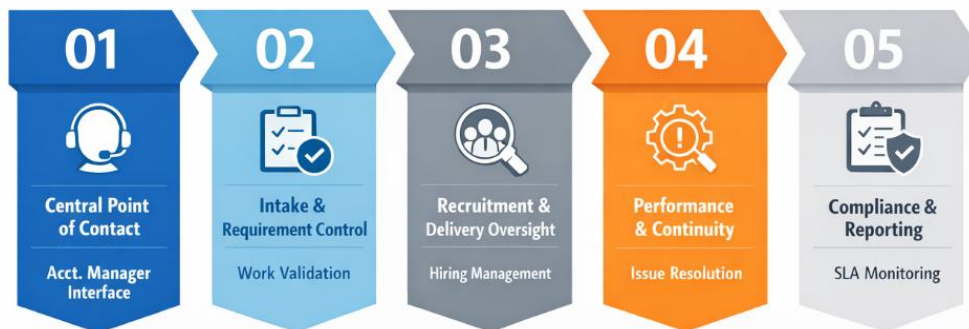 01
02
03
04
05
Central Point
of Contact
Acct. Manager
Interface
Intake &
Requirement Control
Work Validation
Recruitment &
Delivery Oversight
Hiring Management
Performance
& Continuity
Issue Resolution
Compliance &
Reporting
SLA Monitoring